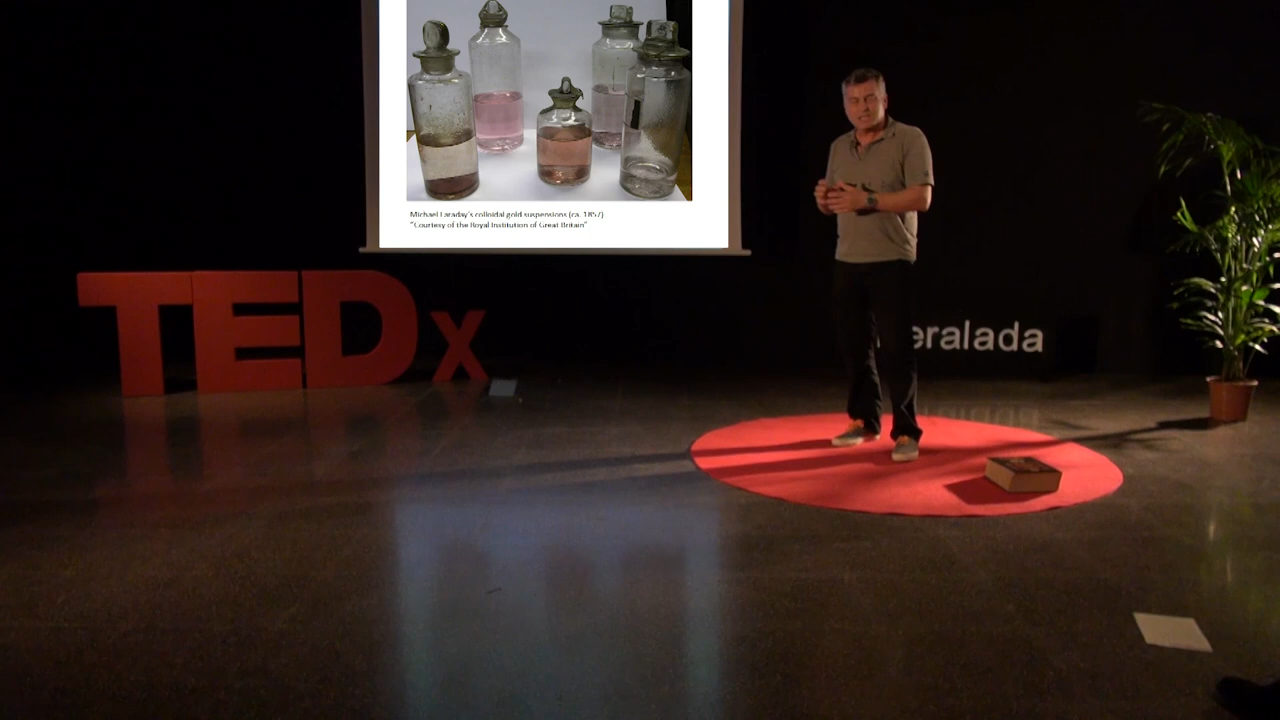 Michael Faraday's colloidal gold suspensions (ca. 1857)
"Courtesy of the Royal Institution of Great Britain"
TEDx
eralada